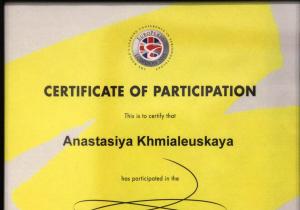 CERTIFICATE OF PARTICIPATION
This is to certify that
Anastasiya Khmialeuskaya
has participated in the